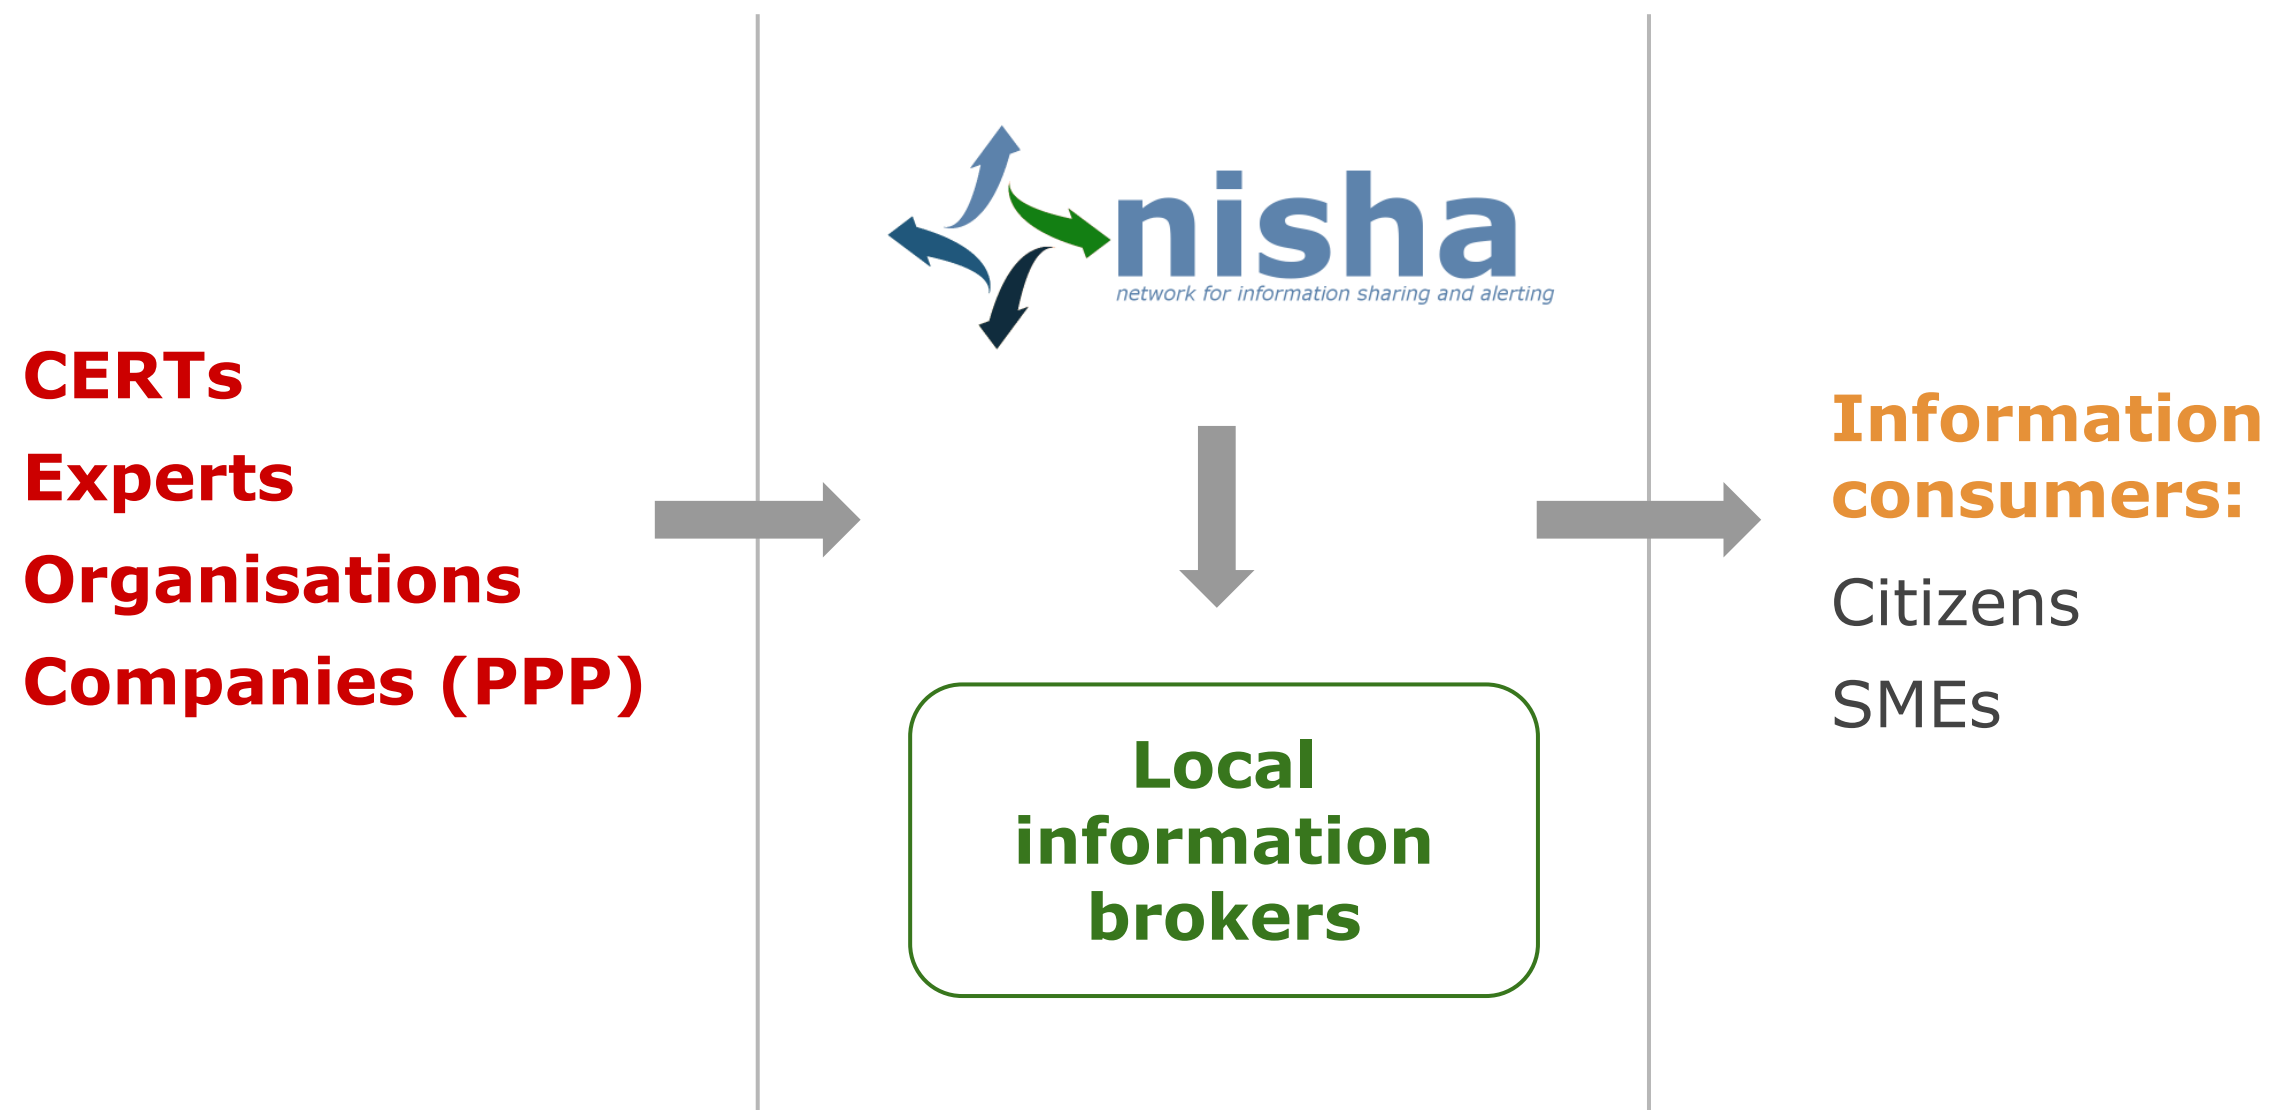 CERTs
Experts
Organisations
Companies (PPP)
nisha
network for information sharing and alerting
Local
information
brokers
Information
consumers:
Citizens
SMEs